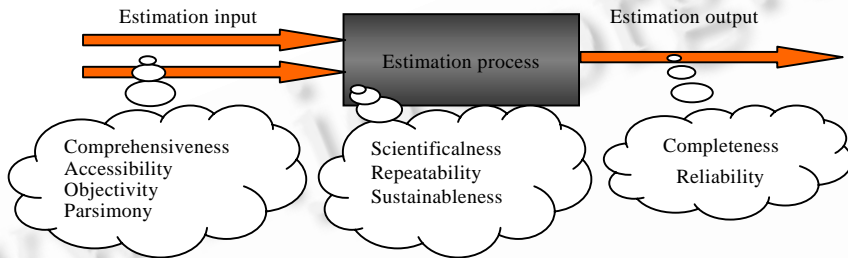 Estimation input
Estimation process
Estimation output
Comprehensiveness
Accessibility
Objectivity
Parsimony
Scientificalness
Repeatability
Sustainableness
Completeness
Reliability